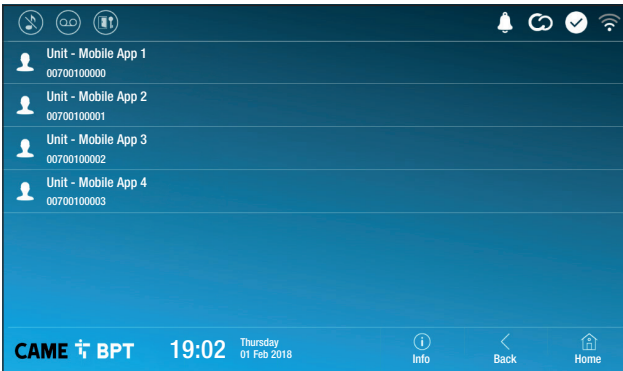 Unit - Mobile App 1
00700100000
Unit - Mobile App 2
00700100001
Unit - Mobile App 3
00700100002
Unit - Mobile App 4
00700100003
CAME BPT
19:02
Thursday
01 Feb 2018
Info
Back
Home